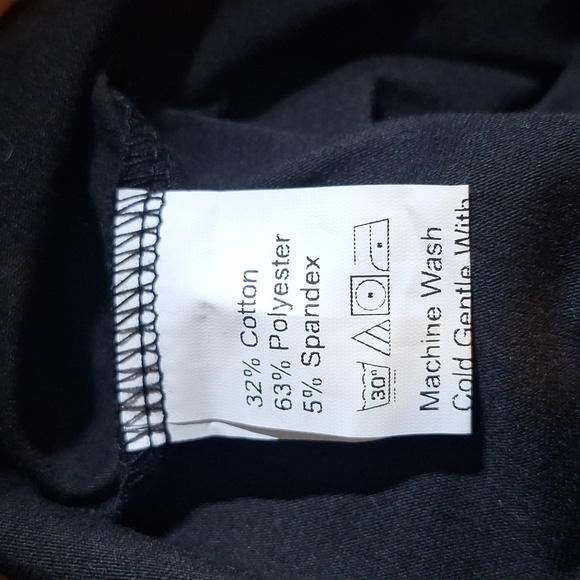 32% Cotton
63% Polyester
5% Spandex
30°
Machine Wash
Cold Gentle With